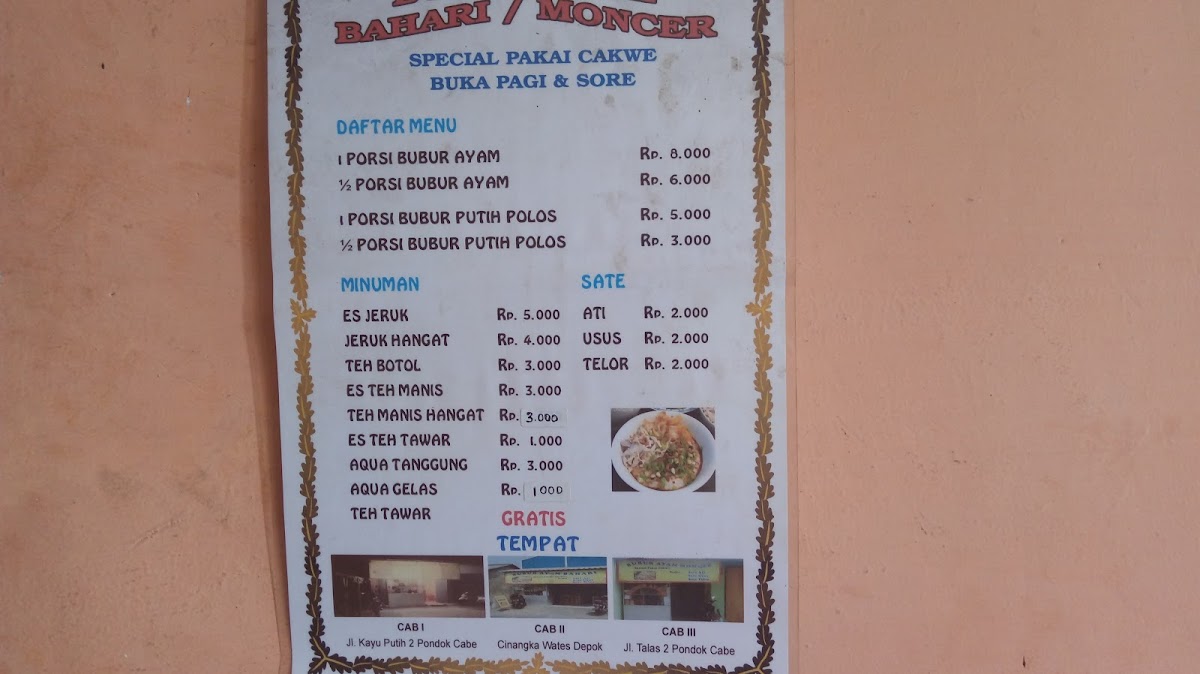 BAHARI / MONCER
SPECIAL PAKAI CAKWE
BUKA PAGI & SORE
DAFTAR MENU
1 PORSI BUBUR AYAM Rp. 8.000
½ PORSI BUBUR AYAM Rp. 6.000
1 PORSI BUBUR PUTIH POLOS Rp. 5.000
½ PORSI BUBUR PUTIH POLOS Rp. 3.000
MINUMAN
ES JERUK Rp. 5.000
JERUK HANGAT Rp. 4.000
TEH BOTOL Rp. 3.000
ES TEH MANIS Rp. 3.000
TEH MANIS HANGAT Rp. 3.000
ES TEH TAWAR Rp. 1.000
AQUA TANGGUNG Rp. 3.000
AQUA GELAS Rp. 1000
TEH TAWAR GRATIS
SATE
ATI Rp. 2.000
USUS Rp. 2.000
TELOR Rp. 2.000
TEMPAT
BUBUR AYAM BAHARI
BUBUR AYAM MONCER
CAB I
Jl. Kayu Putih 2 Pondok Cabe
CAB II
Cinangka Wates Depok
CAB III
Jl. Talas 2 Pondok Cabe